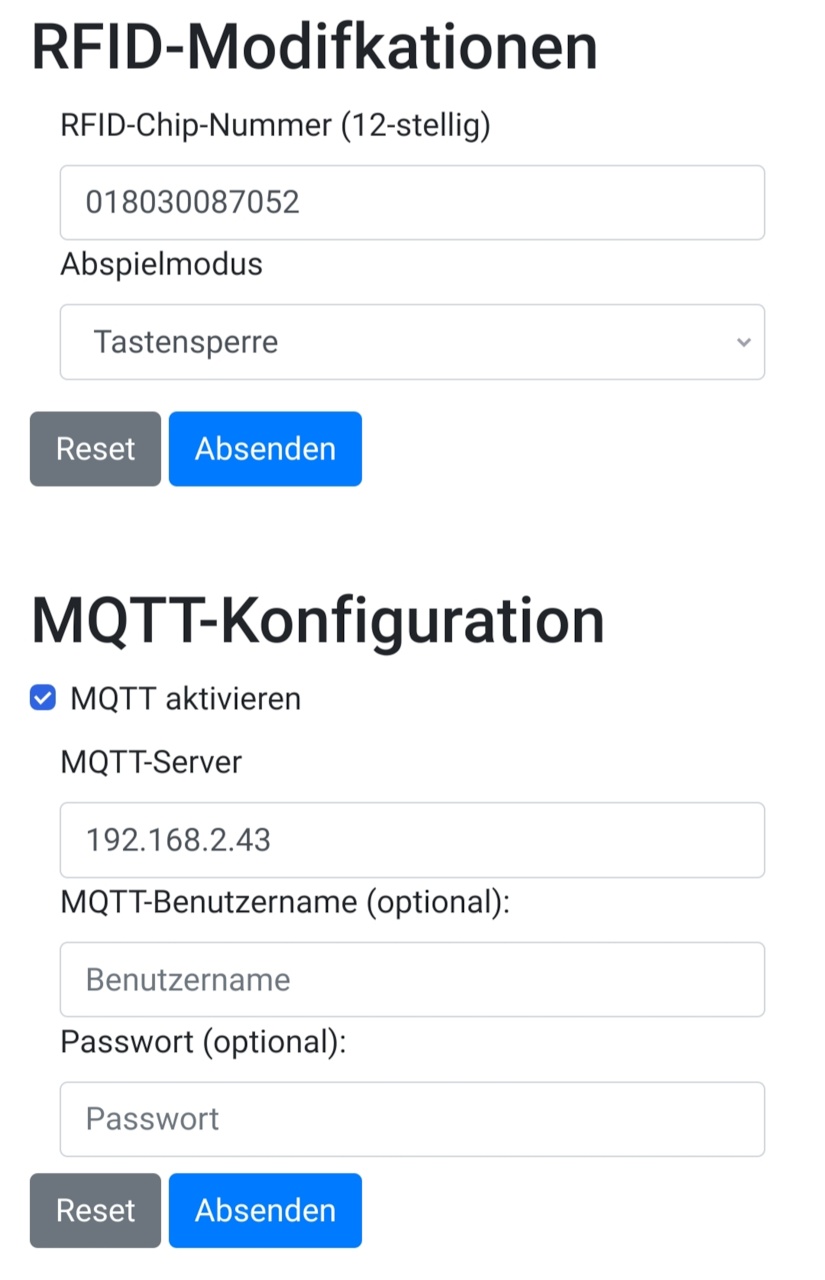 RFID-Modifkationen
RFID-Chip-Nummer (12-stellig)
018030087052
Abspielmodus
Tastensperre
Reset Absenden
MQTT-Konfiguration
MQTT aktivieren
MQTT-Server
192.168.2.43
MQTT-Benutzername (optional):
Benutzername
Passwort (optional):
Passwort
Reset Absenden